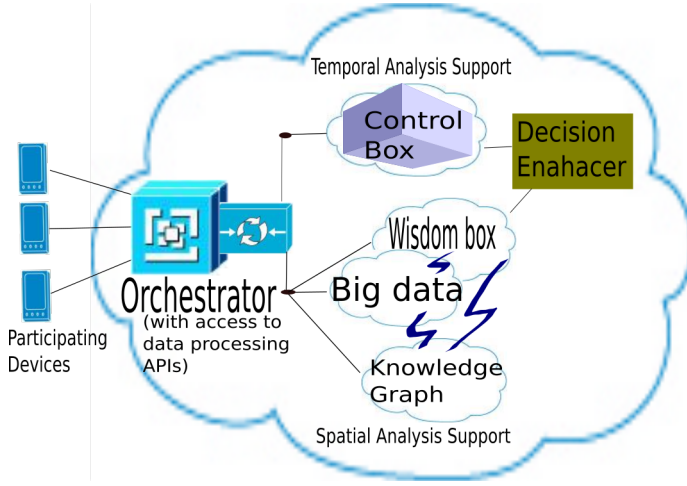 Temporal Analysis Support
Control
Box
Decision
Enahacer
Wisdom box
Big data
Orchestrator
(with access to
data processing
APIs)
Participating
Devices
Knowledge
Graph
Spatial Analysis Support